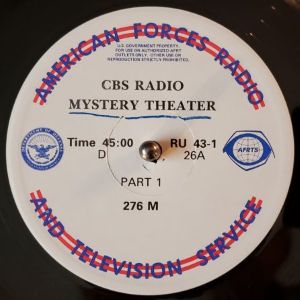 AMERICAN FORCES RADIO
U.S. GOVERNMENT PROPERTY.
FOR USE ON AUTHORIZED AFRT
OUTLETS ONLY. OTHER USE OR
REPRODUCTION STRICTLY PROHIBITED.
CBS RADIO
MYSTERY THEATER
Time 45:00 RU 43-1
D 26A
AFRTS
PART 1
276 M
AND TELEVISION SERVICE